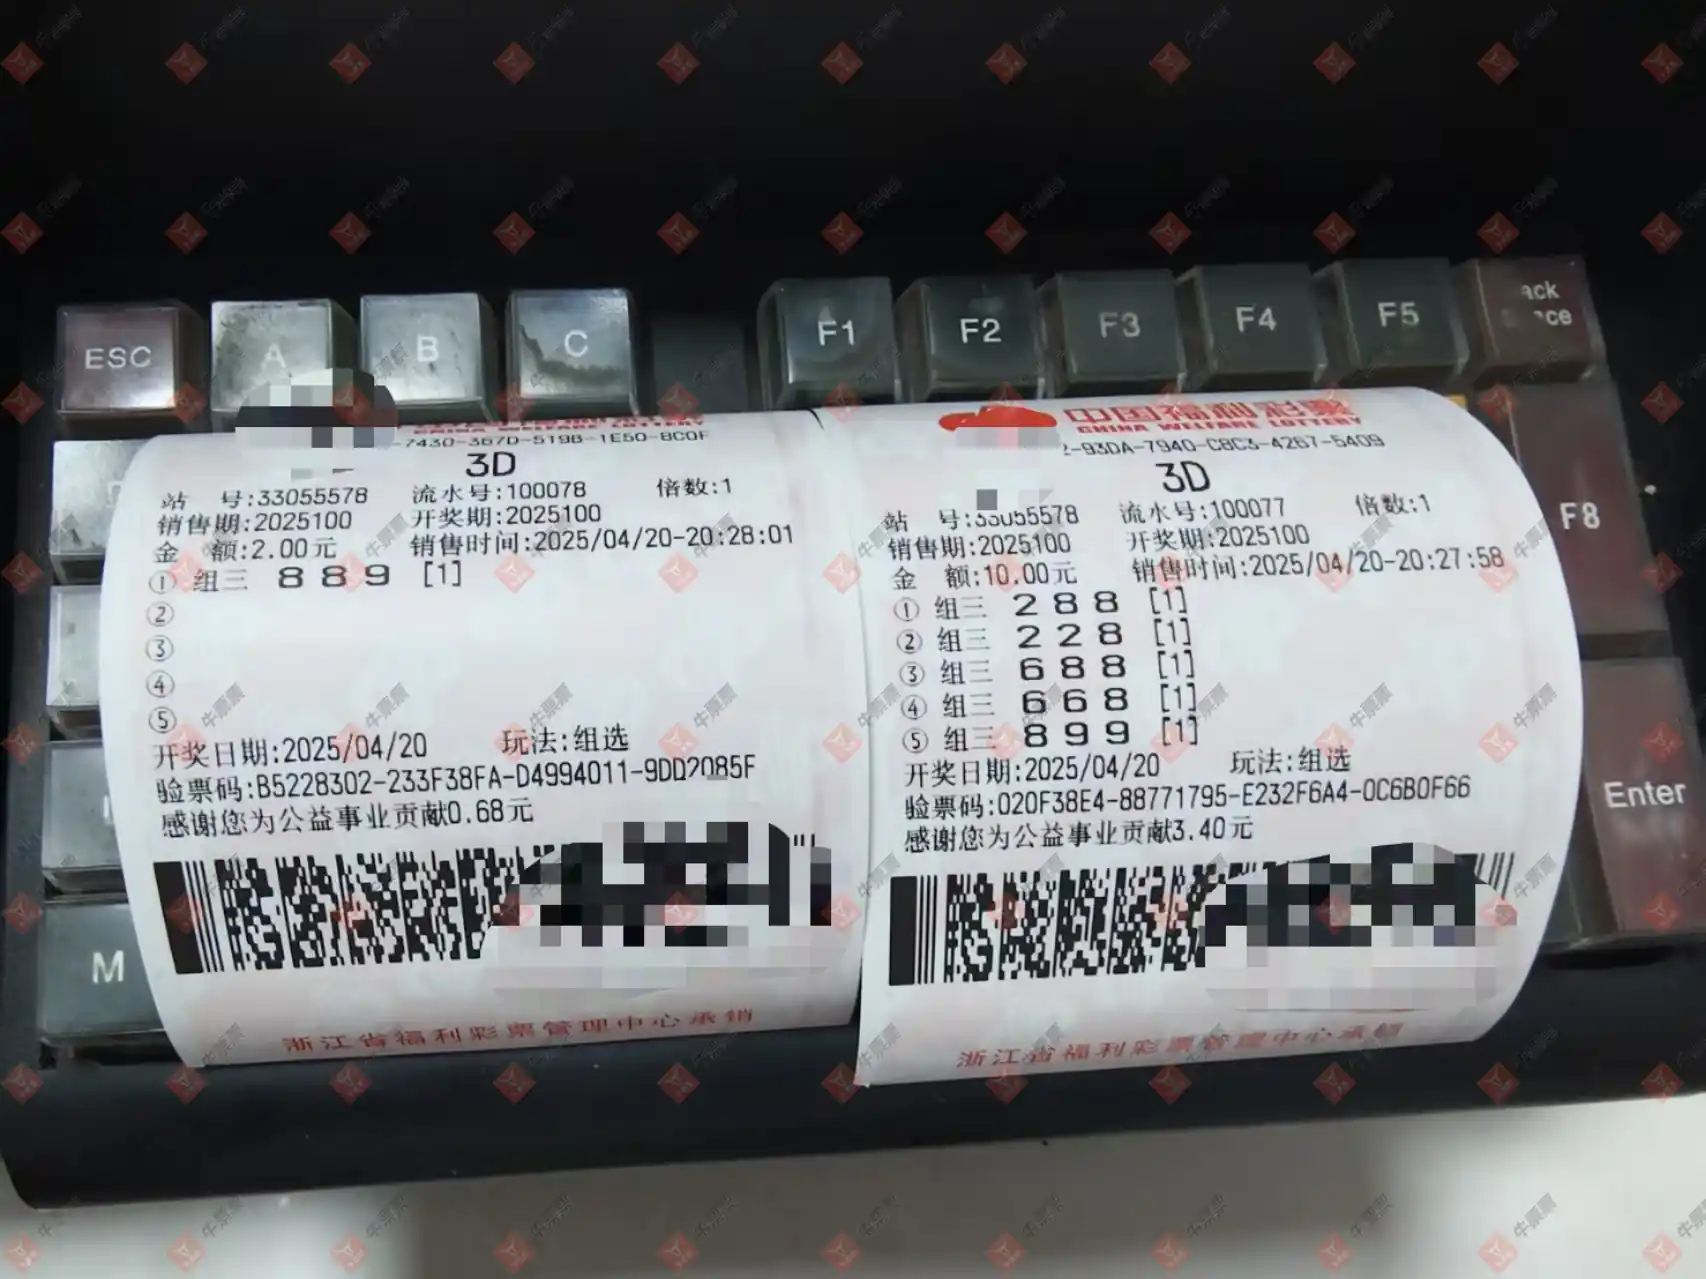 ESC
A
B
C
F1
F2
F3
F4
F5
F8
Enter
M
CHINA WELFARE LOTTERY
-7430-367D-519B-1E50-8C0F
3D
站 号:33055578 流水号:100078 倍数:1
销售期:2025100 开奖期:2025100
金 额:2.00元 销售时间:2025/04/20-20:28:01
① 组三 8 8 9 [1]
②
③
④
⑤
开奖日期:2025/04/20 玩法:组选
验票码:B5228302-233F38FA-D4994011-9DD2085F
感谢您为公益事业贡献0.68元
浙江省福利彩票管理中心承销
中国福利彩票
CHINA WELFARE LOTTERY
-93DA-7940-C8C3-4267-5409
3D
站 号:33055578 流水号:100077 倍数:1
销售期:2025100 开奖期:2025100
金 额:10.00元 销售时间:2025/04/20-20:27:58
① 组三 2 8 8 [1]
② 组三 2 2 8 [1]
③ 组三 6 8 8 [1]
④ 组三 6 6 8 [1]
⑤ 组三 8 9 9 [1]
开奖日期:2025/04/20 玩法:组选
验票码:020F38E4-88771795-E232F6A4-0C6B0F66
感谢您为公益事业贡献3.40元
浙江省福利彩票管理中心承销
牛票票